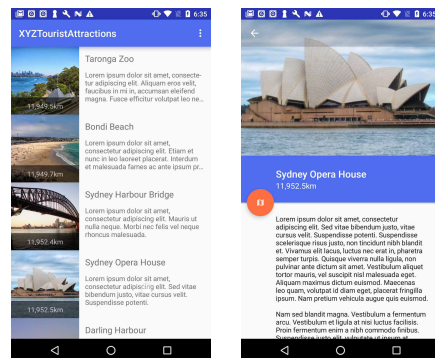 6:35
XYZTouristAttractions
Taronga Zoo
Lorem ipsum dolor sit amet, consecte-
tur adipiscing elit. Aliquam eros velit,
faucibus in mi in, accumsan eleifend
magna. Fusce efficitur volutpat leo ne...
11,949.5km
Bondi Beach
Lorem ipsum dolor sit amet,
consectetur adipiscing elit. Etiam et
nunc in leo laoreet placerat. Interdum
et malesuada fames ac ante ipsum pr...
11,949.7km
Sydney Harbour Bridge
Lorem ipsum dolor sit amet,
consectetur adipiscing elit. Mauris ut
nulla neque. Morbi nec felis vel neque
rhoncus malesuada.
11,952.4km
Sydney Opera House
Lorem ipsum dolor sit amet,
consectetur adipiscing elit. Sed vitae
bibendum justo, vitae cursus velit.
Suspendisse potenti.
11,952.5km
Darling Harbour
6:35
Sydney Opera House
11,952.5km
Lorem ipsum dolor sit amet, consectetur
adipiscing elit. Sed vitae bibendum justo, vitae
cursus velit. Suspendisse potenti. Suspendisse
scelerisque risus justo, non tincidunt nibh blandit
et. Vivamus elit lacus, luctus nec erat in, pharetra
semper turpis. Quisque viverra nulla ligula, non
pulvinar ante dictum sit amet. Vestibulum aliquet
tortor mauris, vel suscipit nisl malesuada eget.
Aliquam maximus dictum euismod. Maecenas
leo quam, volutpat id diam eget, placerat fringilla
ipsum. Nam pretium vehicula augue quis euismod.
Nam sed blandit magna. Vestibulum a fermentum
arcu. Vestibulum et ligula at nisi luctus facilisis.
Proin fermentum enim a nibh commodo finibus.